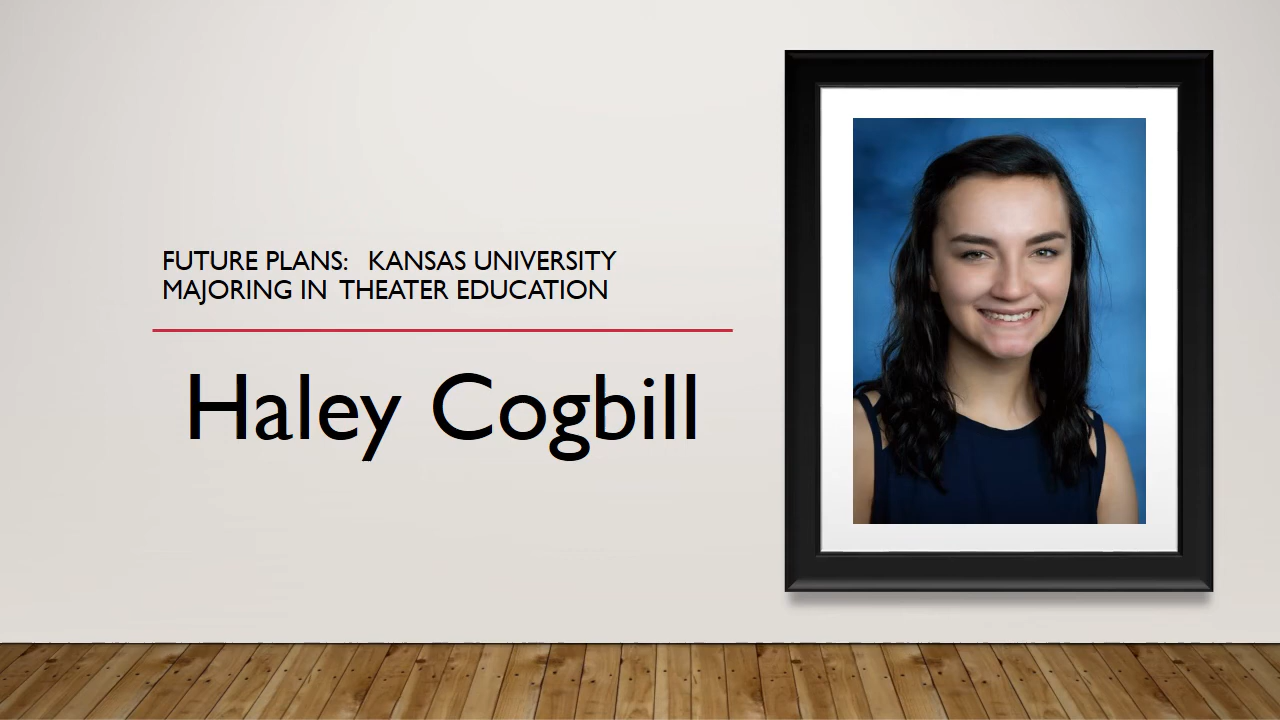 FUTURE PLANS: KANSAS UNIVERSITY
MAJORING IN THEATER EDUCATION
Haley Cogbill